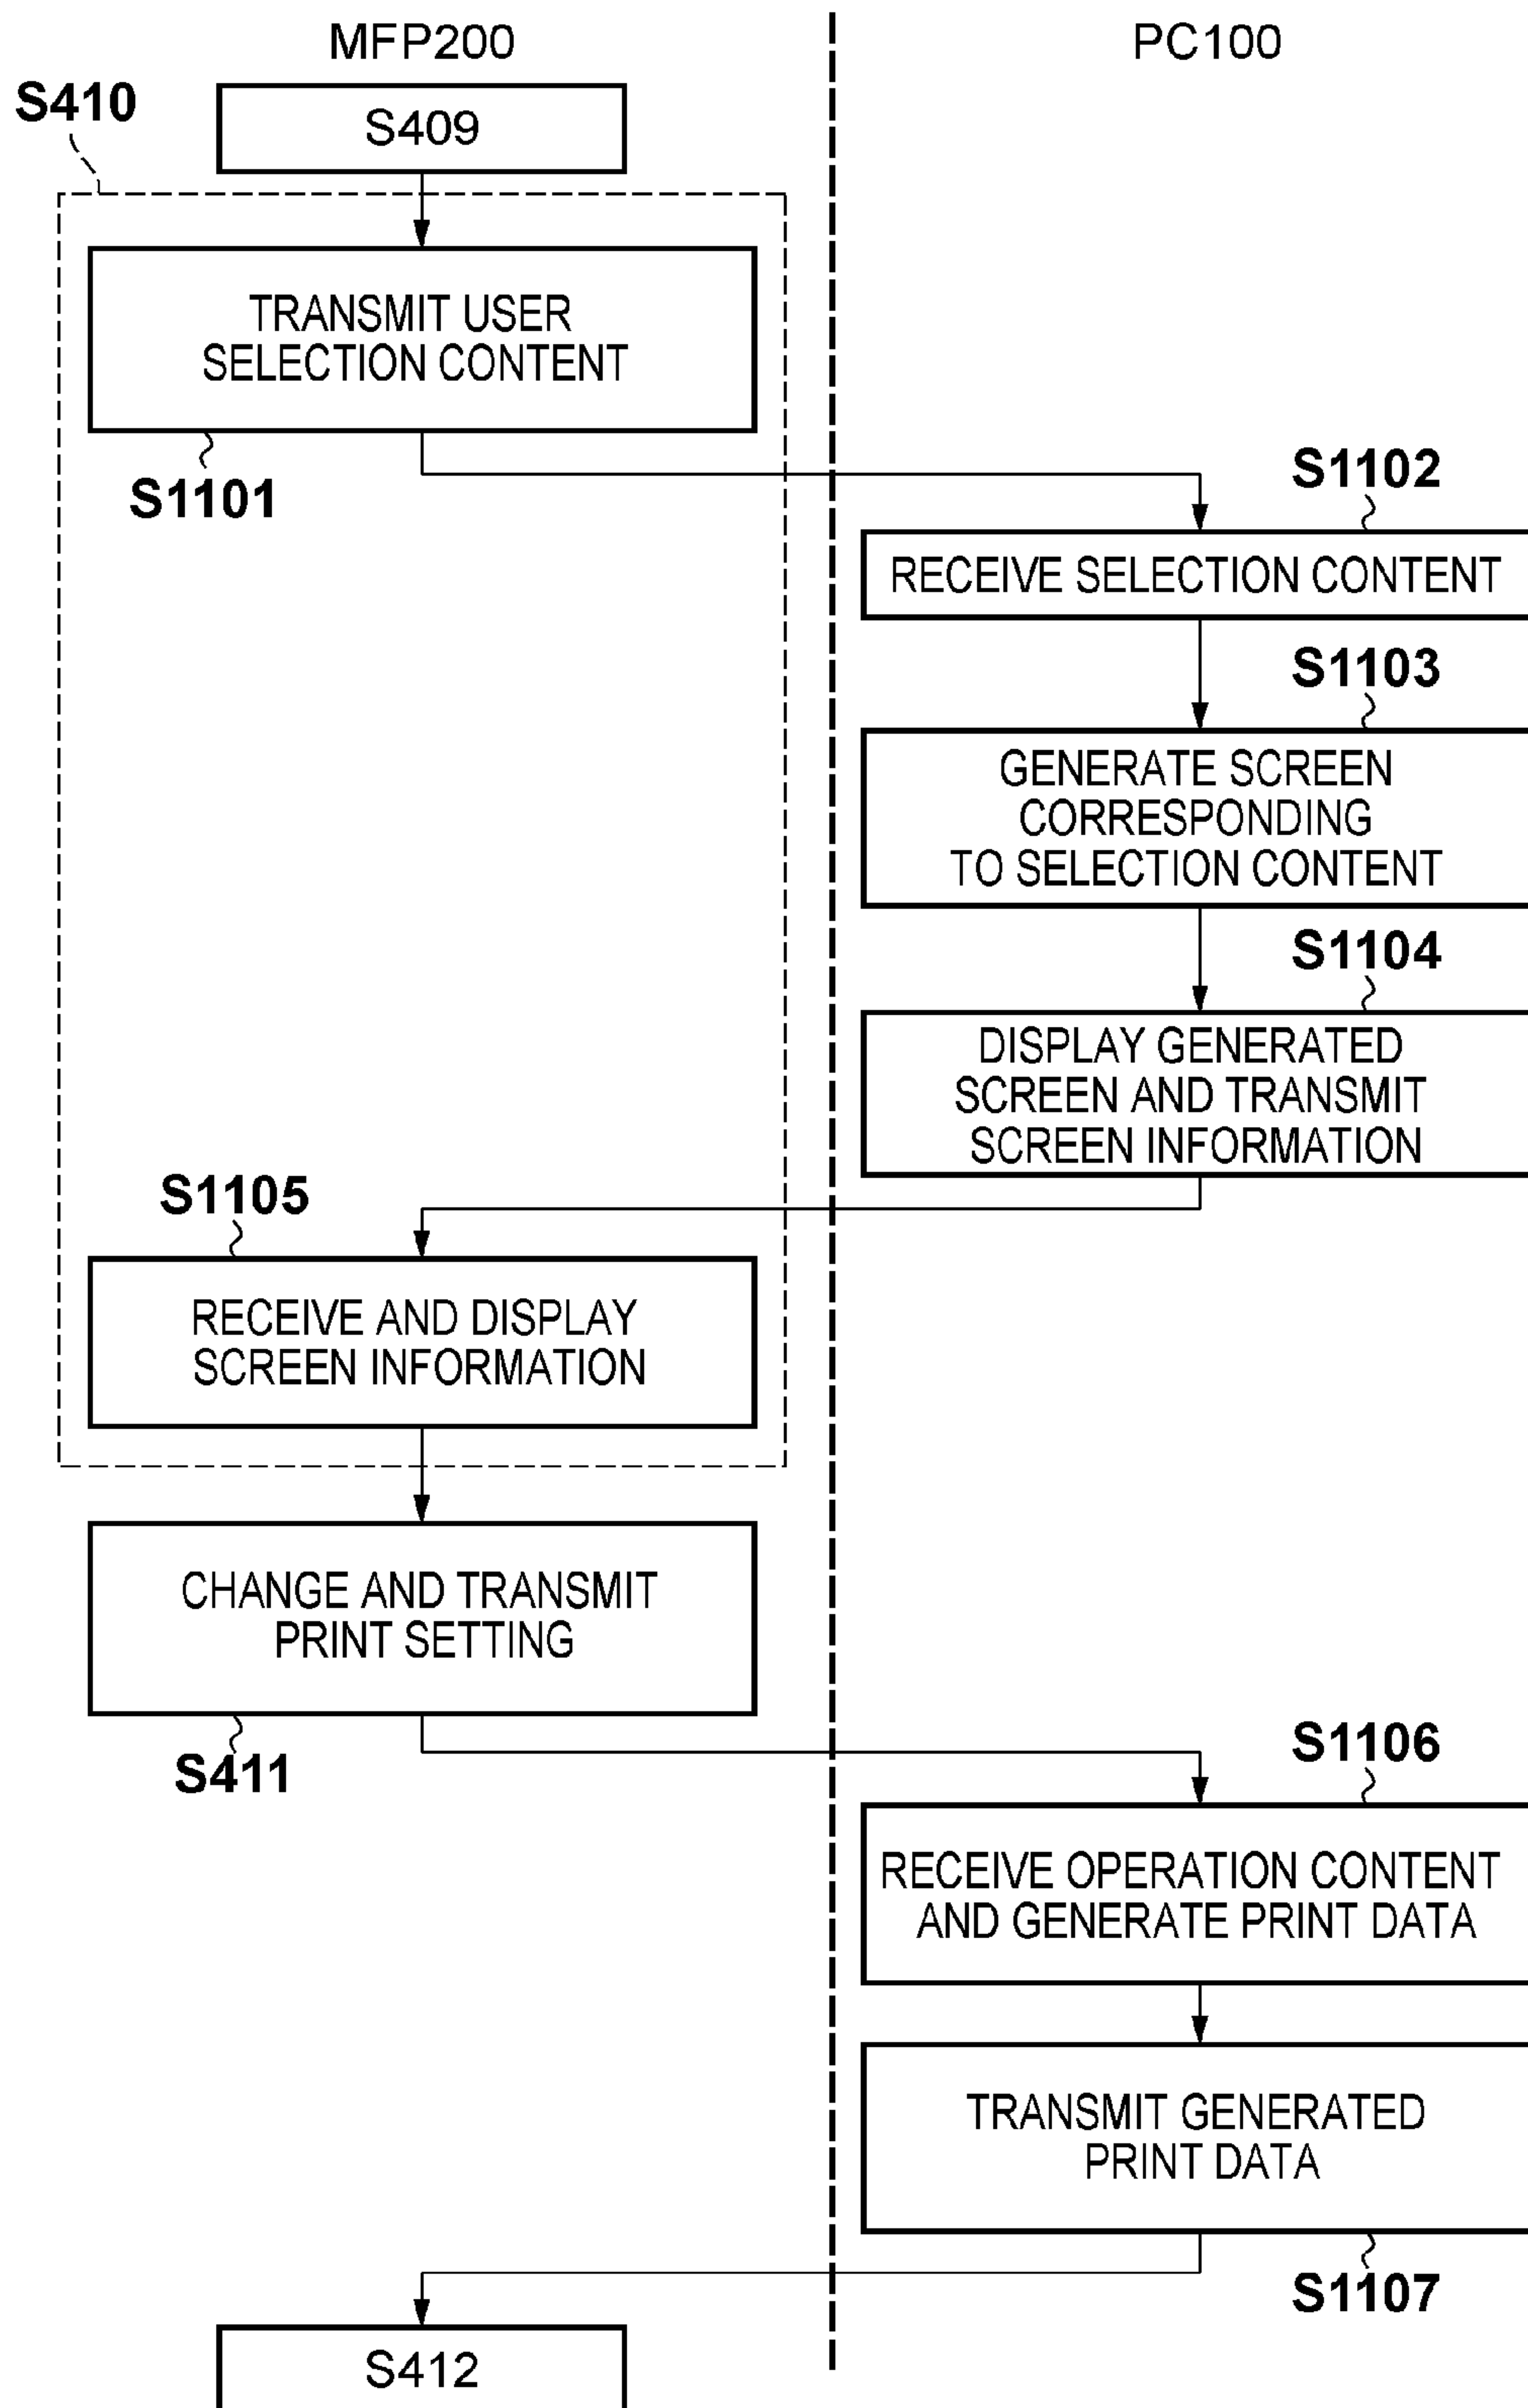 MFP200
PC100
S410
S409
TRANSMIT USER
SELECTION CONTENT
S1101
S1102
RECEIVE SELECTION CONTENT
S1103
GENERATE SCREEN
CORRESPONDING
TO SELECTION CONTENT
S1104
DISPLAY GENERATED
SCREEN AND TRANSMIT
SCREEN INFORMATION
S1105
RECEIVE AND DISPLAY
SCREEN INFORMATION
CHANGE AND TRANSMIT
PRINT SETTING
S411
S1106
RECEIVE OPERATION CONTENT
AND GENERATE PRINT DATA
TRANSMIT GENERATED
PRINT DATA
S1107
S412